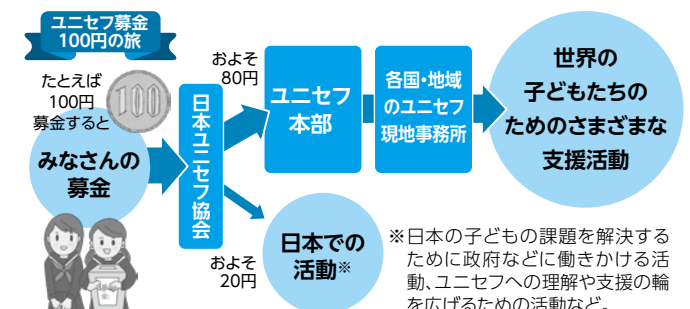 ユニセフ募金
100円の旅
たとえば
100円
募金すると
100
みなさんの
募金
日本ユニセフ協会
およそ
80円
ユニセフ
本部
各国・地域
のユニセフ
現地事務所
世界の
子どもたちの
ためのさまざまな
支援活動
およそ
20円
日本での
活動※
※日本の子どもの課題を解決する
ために政府などに働きかける活
動、ユニセフへの理解や支援の輪
を広げるための活動など。